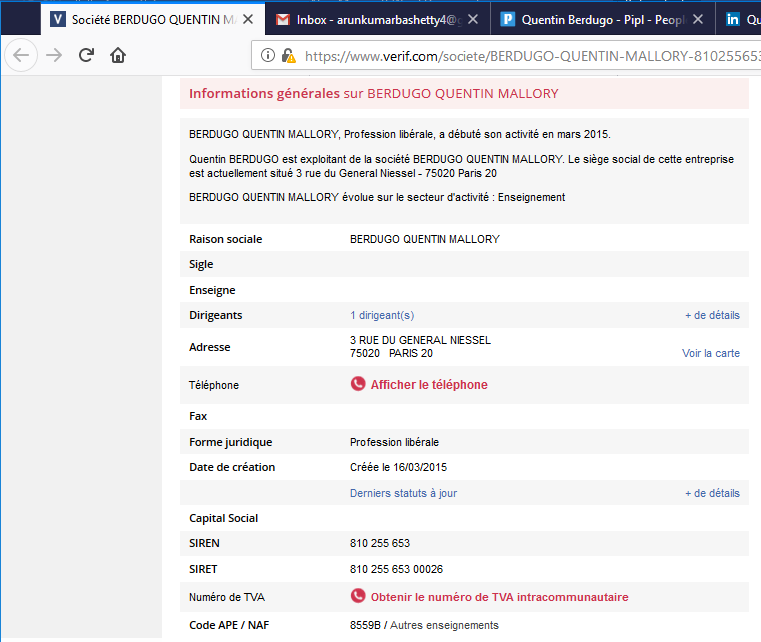 Société BERDUGO QUENTIN M
Inbox - arunkumarbashetty4@
Quentin Berdugo - Pipl - People
https://www.verif.com/societe/BERDUGO-QUENTIN-MALLORY-810255653
Informations générales sur BERDUGO QUENTIN MALLORY
BERDUGO QUENTIN MALLORY, Profession libérale, a débuté son activité en mars 2015.
Quentin BERDUGO est exploitant de la société BERDUGO QUENTIN MALLORY. Le siège social de cette entreprise
est actuellement situé 3 rue du General Niessel - 75020 Paris 20
BERDUGO QUENTIN MALLORY évolue sur le secteur d'activité : Enseignement
Raison sociale BERDUGO QUENTIN MALLORY
Sigle
Enseigne
Dirigeants 1 dirigeant(s) + de détails
Adresse 3 RUE DU GENERAL NIESSEL
75020 PARIS 20 Voir la carte
Téléphone Afficher le téléphone
Fax
Forme juridique Profession libérale
Date de création Créée le 16/03/2015
Derniers statuts à jour + de détails
Capital Social
SIREN 810 255 653
SIRET 810 255 653 00026
Numéro de TVA Obtenir le numéro de TVA intracommunautaire
Code APE / NAF 8559B / Autres enseignements